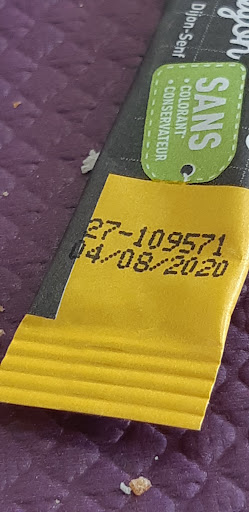 Dijon-Senf
SANS
• COLORANT
• CONSERVATEUR
27-109571
04/08/2020